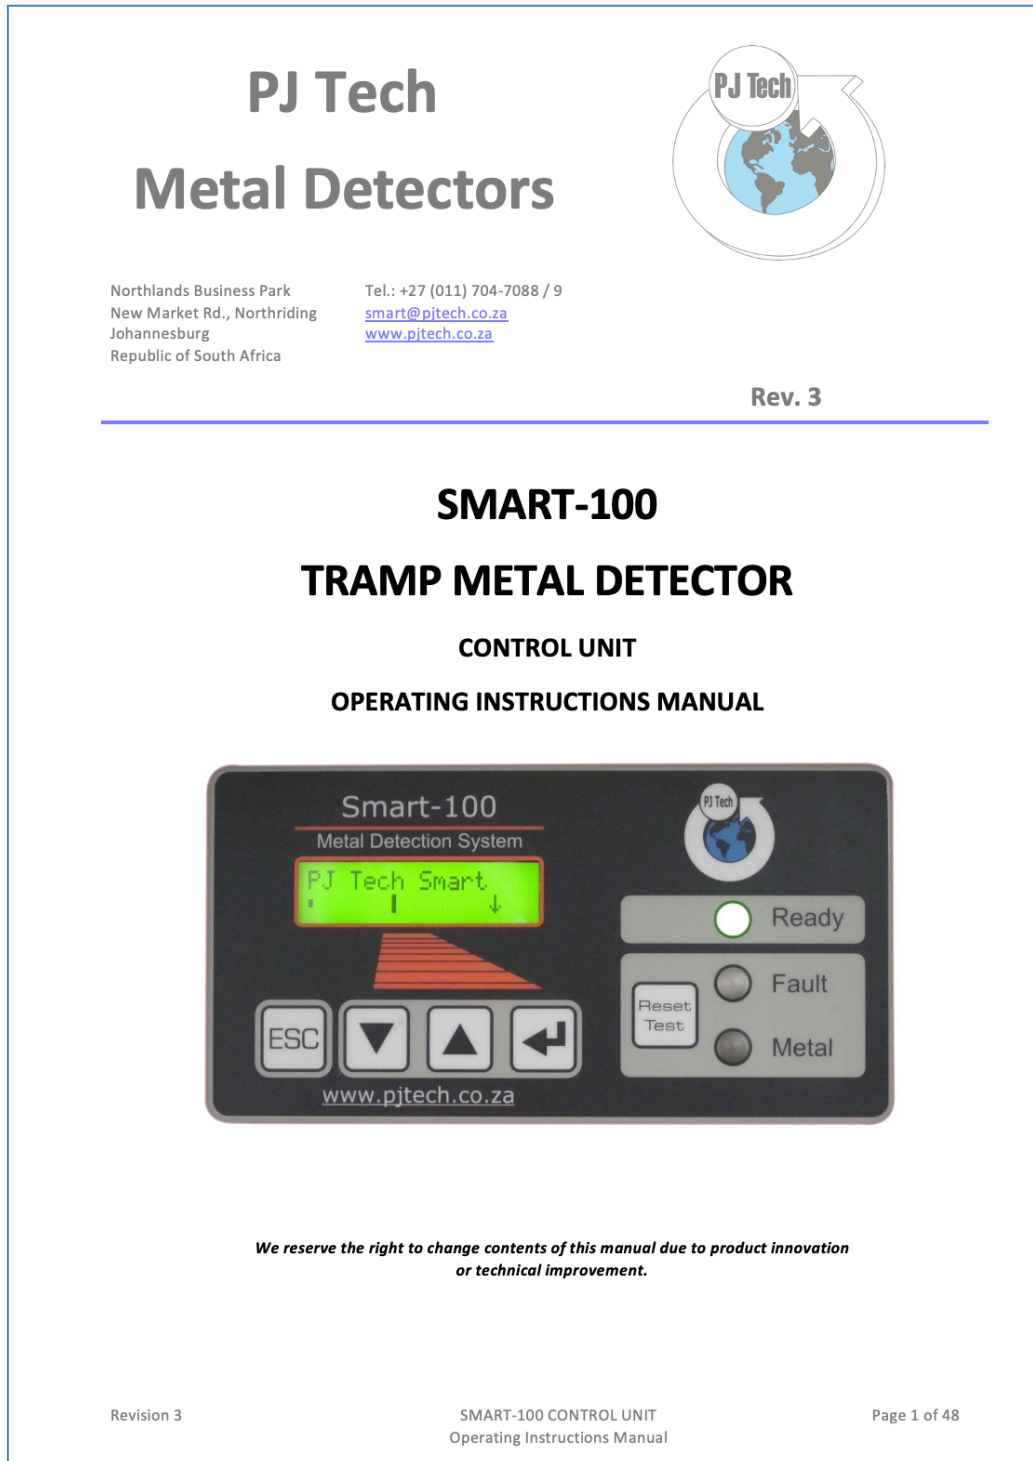 PJ Tech
Metal Detectors
PJ Tech
Northlands Business Park
New Market Rd., Northriding
Johannesburg
Republic of South Africa
Tel.: +27 (011) 704-7088 / 9
smart@pjtech.co.za
www.pjtech.co.za
Rev. 3
SMART-100
TRAMP METAL DETECTOR
CONTROL UNIT
OPERATING INSTRUCTIONS MANUAL
Smart-100
Metal Detection System
PJ Tech Smart
PJ Tech
Ready
Fault
Reset
Test
Metal
ESC
www.pjtech.co.za
We reserve the right to change contents of this manual due to product innovation
or technical improvement.
Revision 3
SMART-100 CONTROL UNIT
Operating Instructions Manual
Page 1 of 48